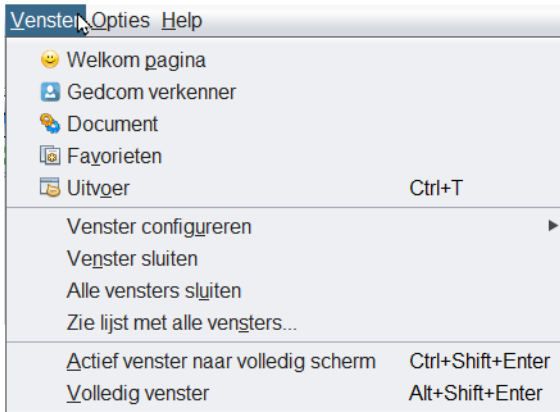 Venster Opties Help
Welkom pagina
Gedcom verkenner
Document
Favorieten
Uitvoer Ctrl+T
Venster configureren
Venster sluiten
Alle vensters sluiten
Zie lijst met alle vensters...
Actief venster naar volledig scherm Ctrl+Shift+Enter
Volledig venster Alt+Shift+Enter